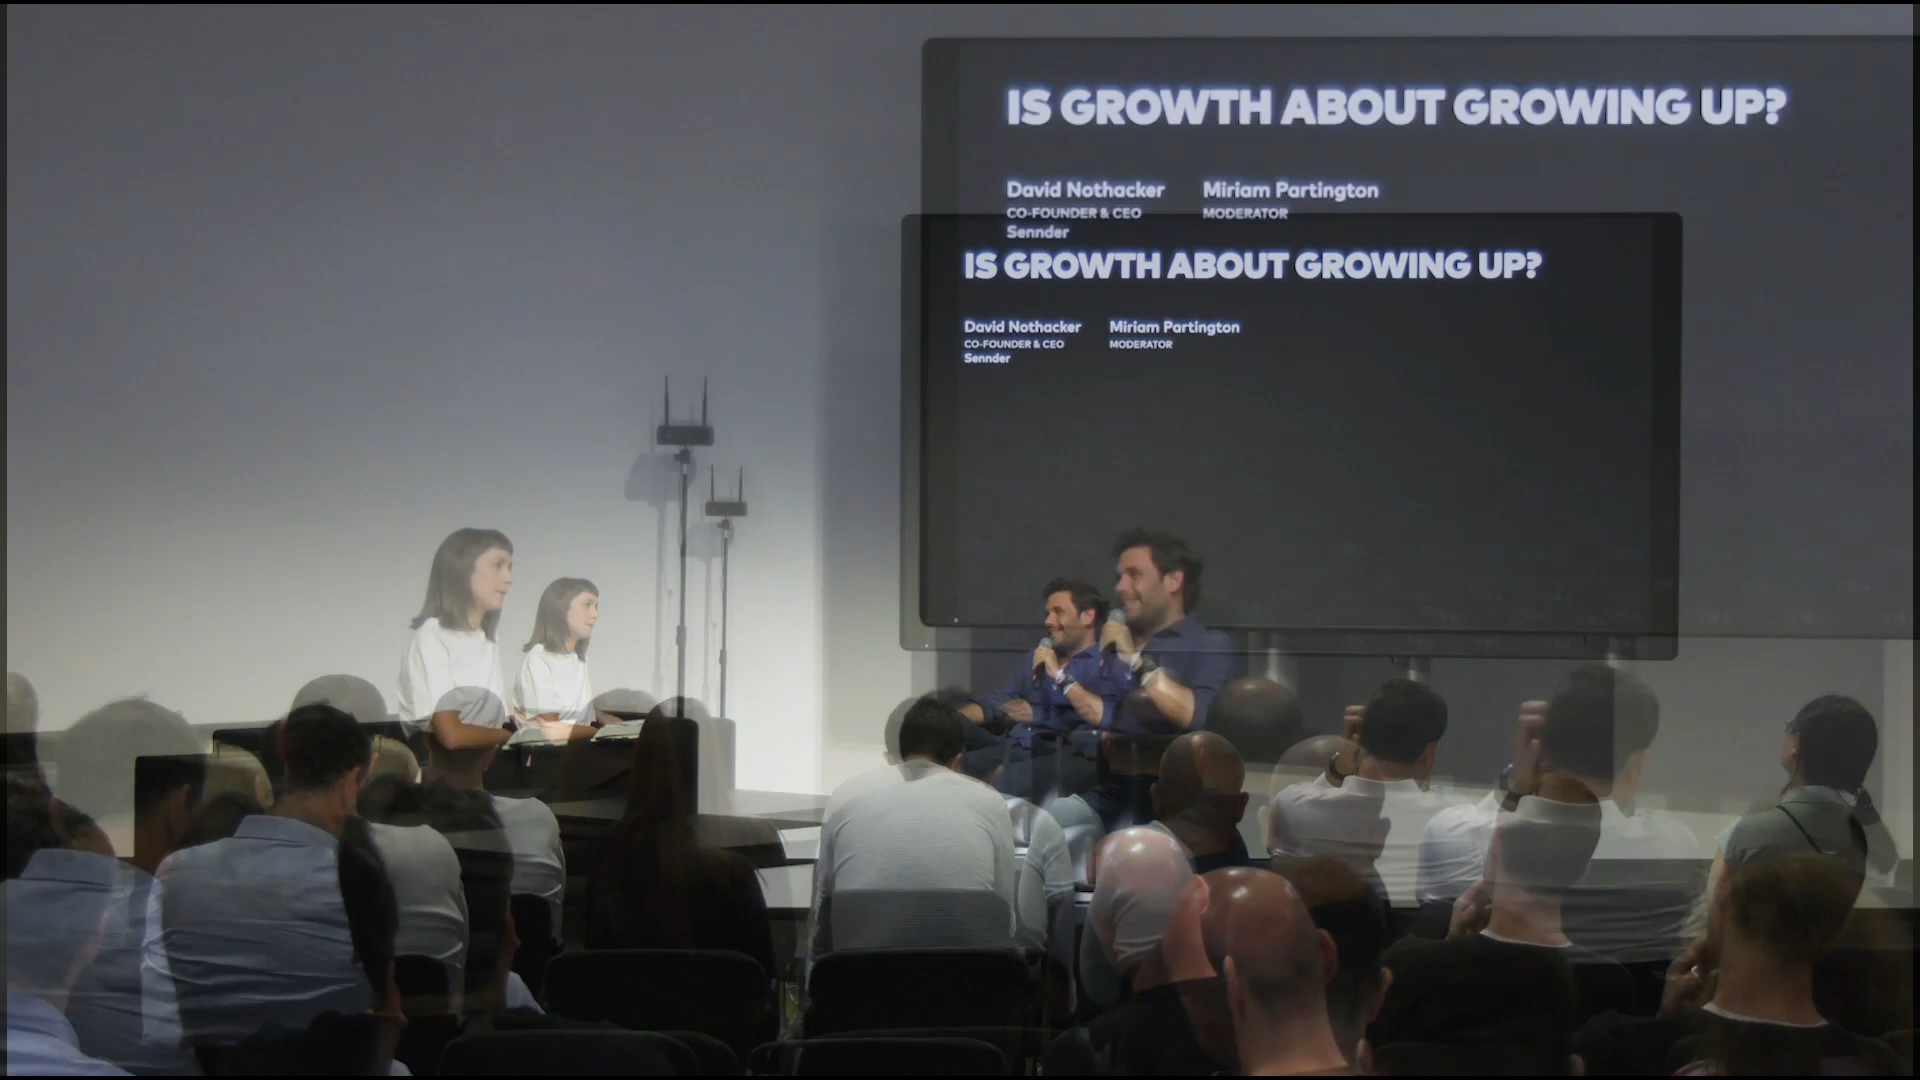 IS GROWTH ABOUT GROWING UP?
David Nothacker Miriam Partington
CO-FOUNDER & CEO MODERATOR
Sennder
IS GROWTH ABOUT GROWING UP?
David Nothacker Miriam Partington
CO-FOUNDER & CEO MODERATOR
Sennder